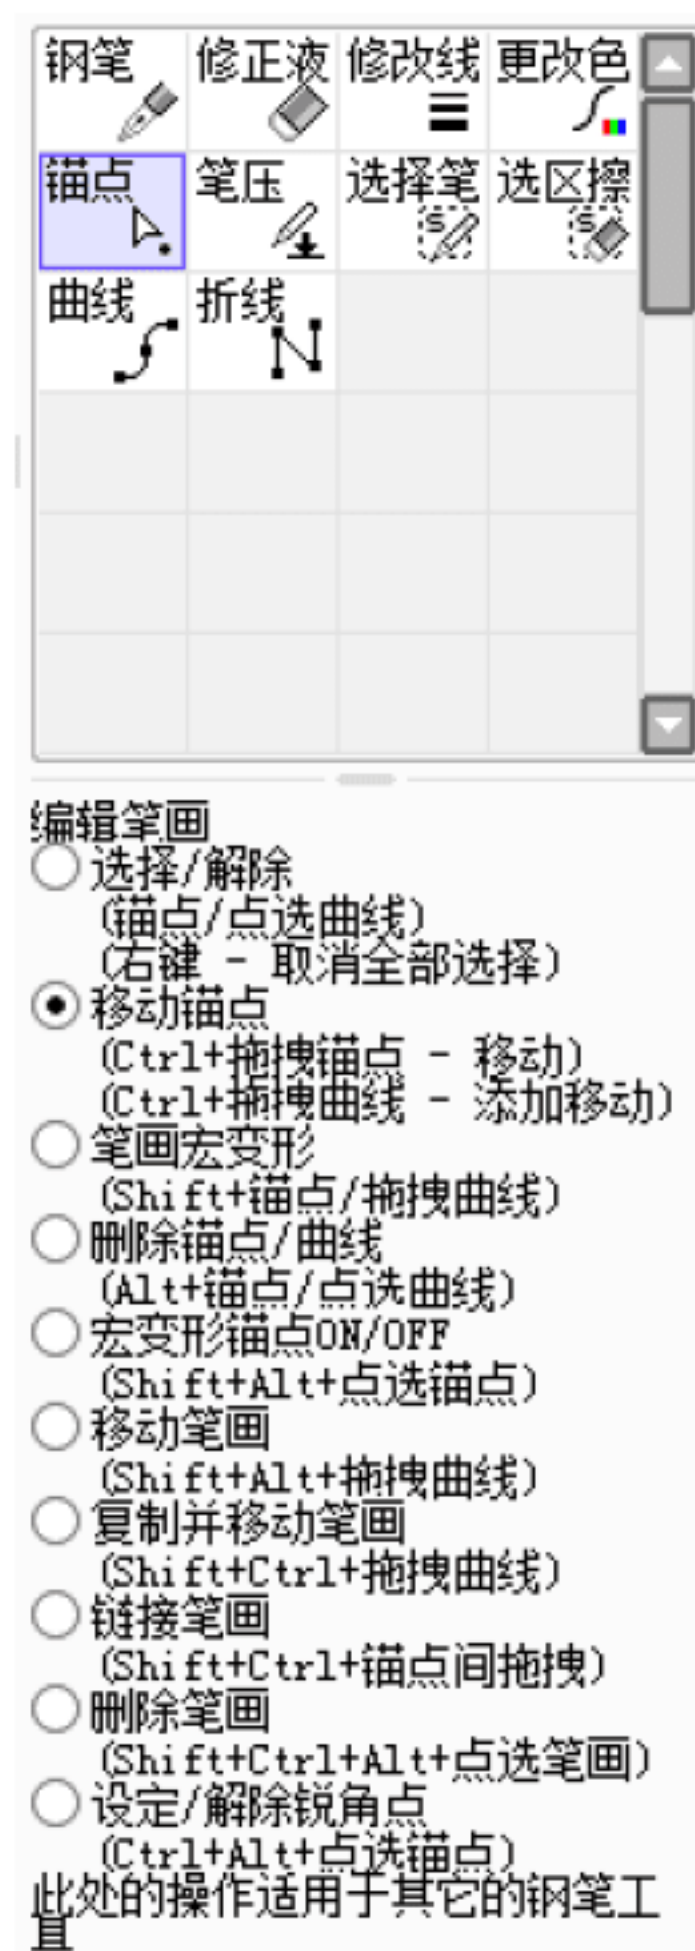 钢笔 修正液 修改线 更改色
锚点 笔压 选择笔 选区擦
曲线 折线
编辑笔画
选择/解除
(锚点/点选曲线)
(右键 - 取消全部选择)
移动锚点
(Ctrl+拖拽锚点 - 移动)
(Ctrl+拖拽曲线 - 添加移动)
笔画宏变形
(Shift+锚点/拖拽曲线)
删除锚点/曲线
(Alt+锚点/点选曲线)
宏变形锚点ON/OFF
(Shift+Alt+点选锚点)
移动笔画
(Shift+Alt+拖拽曲线)
复制并移动笔画
(Shift+Ctrl+拖拽曲线)
链接笔画
(Shift+Ctrl+锚点间拖拽)
删除笔画
(Shift+Ctrl+Alt+点选笔画)
设定/解除锐角点
(Ctrl+Alt+点选锚点)
此处的操作适用于其它的钢笔工
具